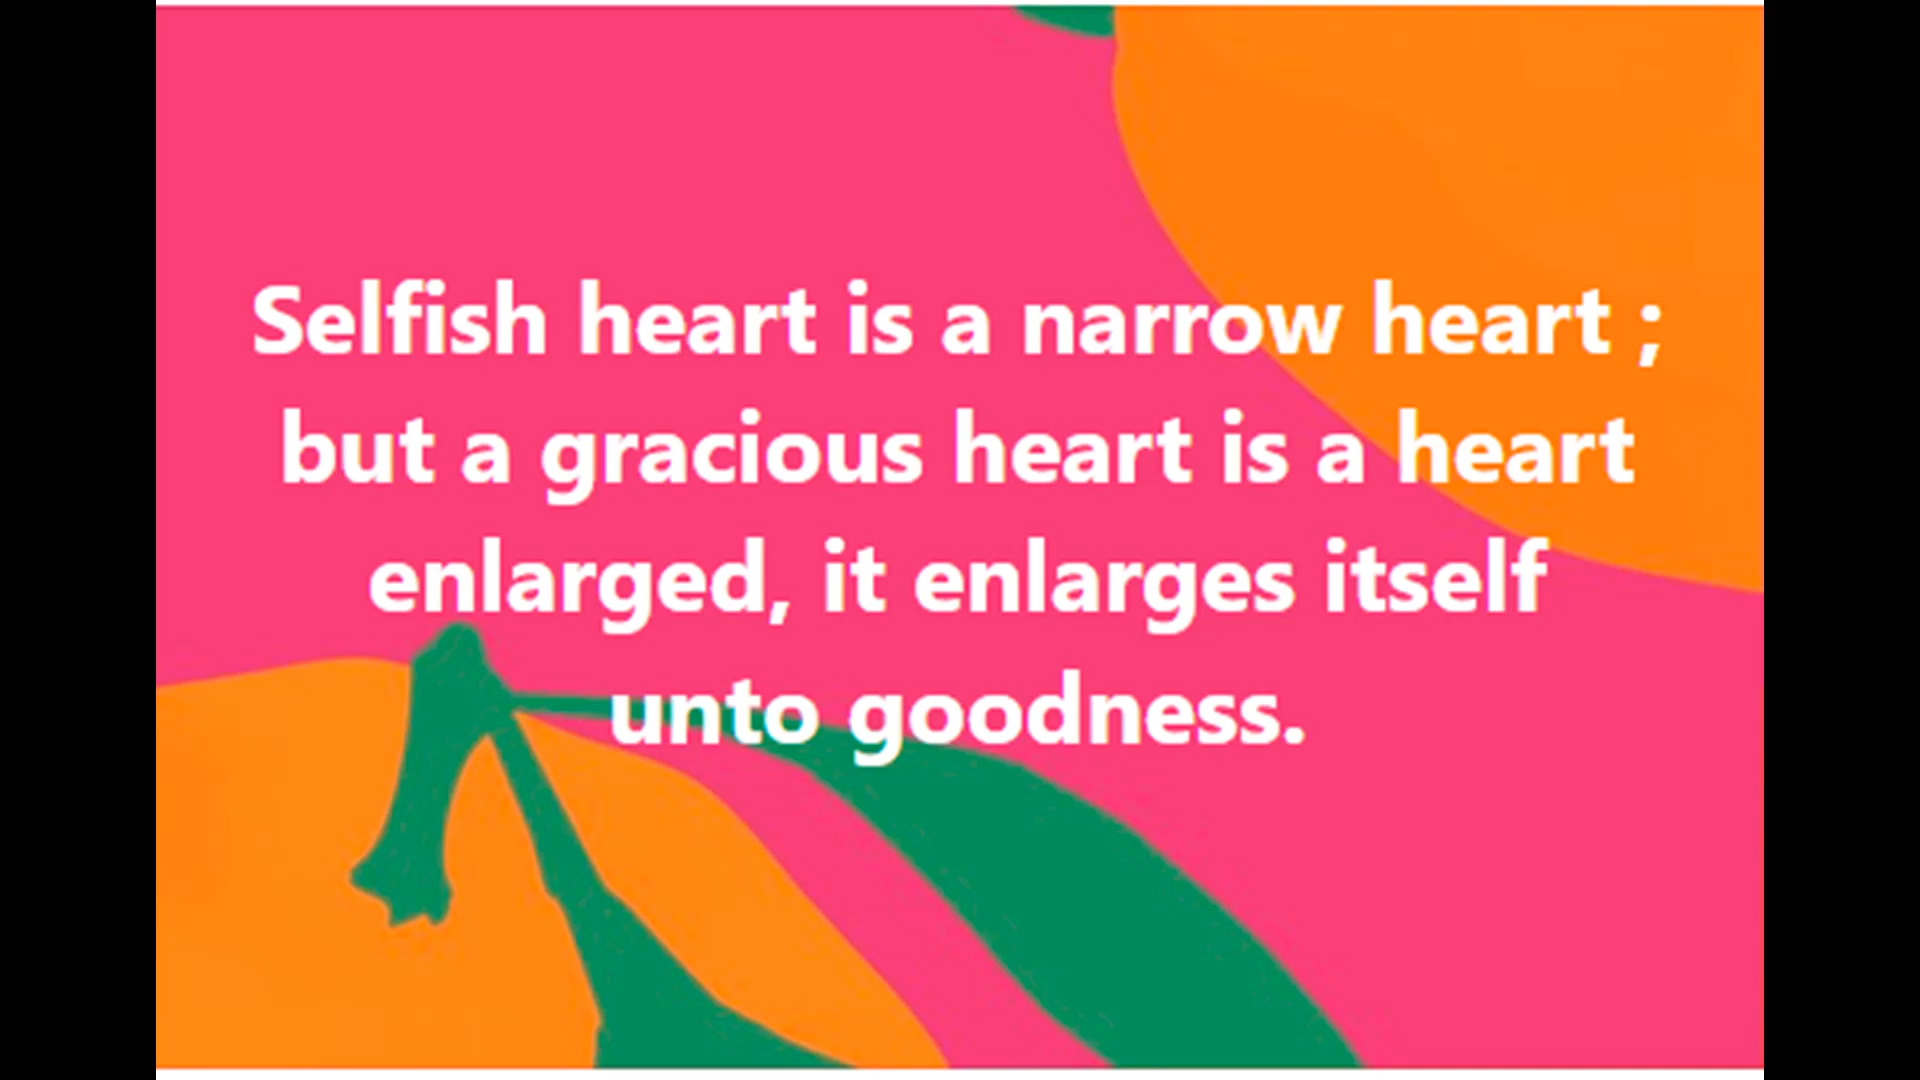 Selfish heart is a narrow heart ;
but a gracious heart is a heart
enlarged, it enlarges itself
unto goodness.